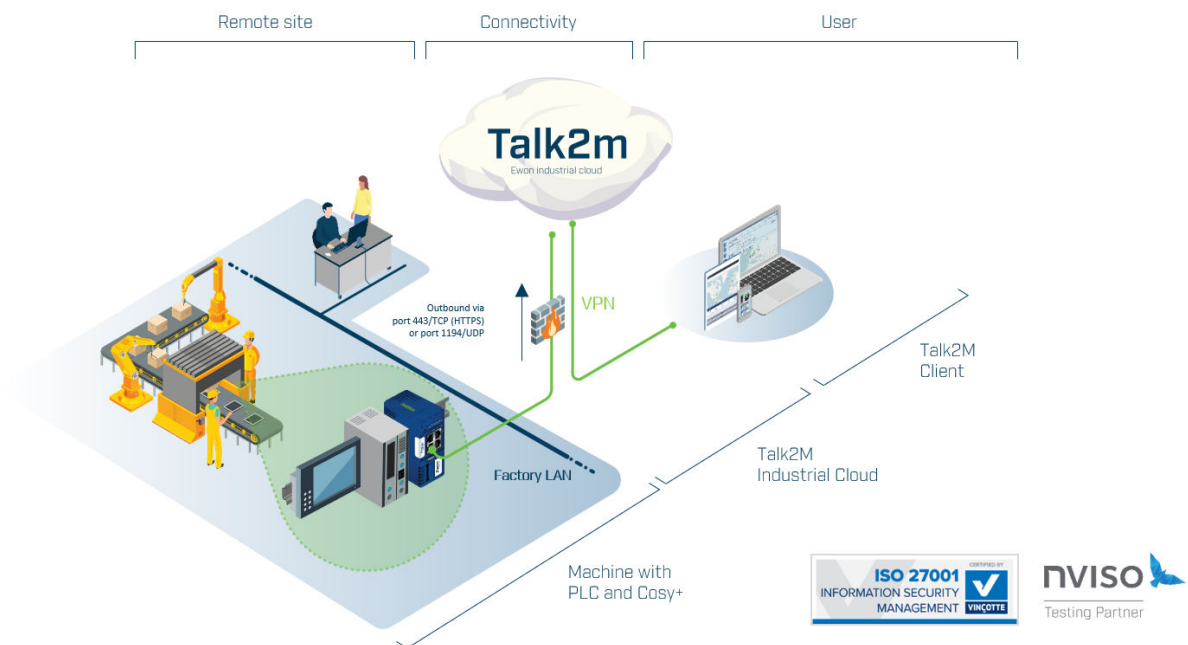 Remote site
Connectivity
User
Talk2m
Ewon industrial cloud
Outbound via
port 443/TCP (HTTPS)
or port 1194/UDP
VPN
Talk2M
Client
Talk2M
Industrial Cloud
Factory LAN
Machine with
PLC and Cosy+
ISO 27001
INFORMATION SECURITY
MANAGEMENT
CERTIFIED BY
VINÇOTTE
nviso
Testing Partner